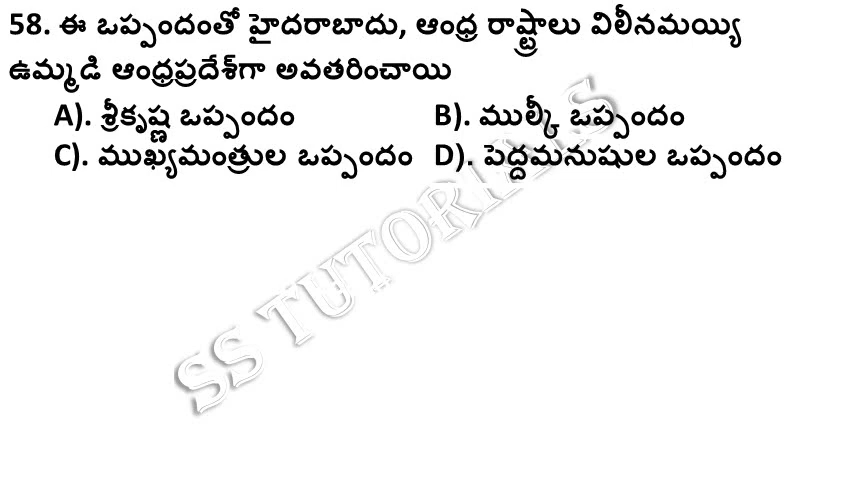 58. ఈ ఒప్పందంతో హైదరాబాదు, ఆంధ్ర రాష్ట్రాలు విలీనమయ్యి
ఉమ్మడి ఆంధ్రప్రదేశ్‌గా అవతరించాయి
A). శ్రీకృష్ణ ఒప్పందం B). ముల్కీ ఒప్పందం
C). ముఖ్యమంత్రుల ఒప్పందం D). పెద్దమనుషుల ఒప్పందం
SS TUTORIALS